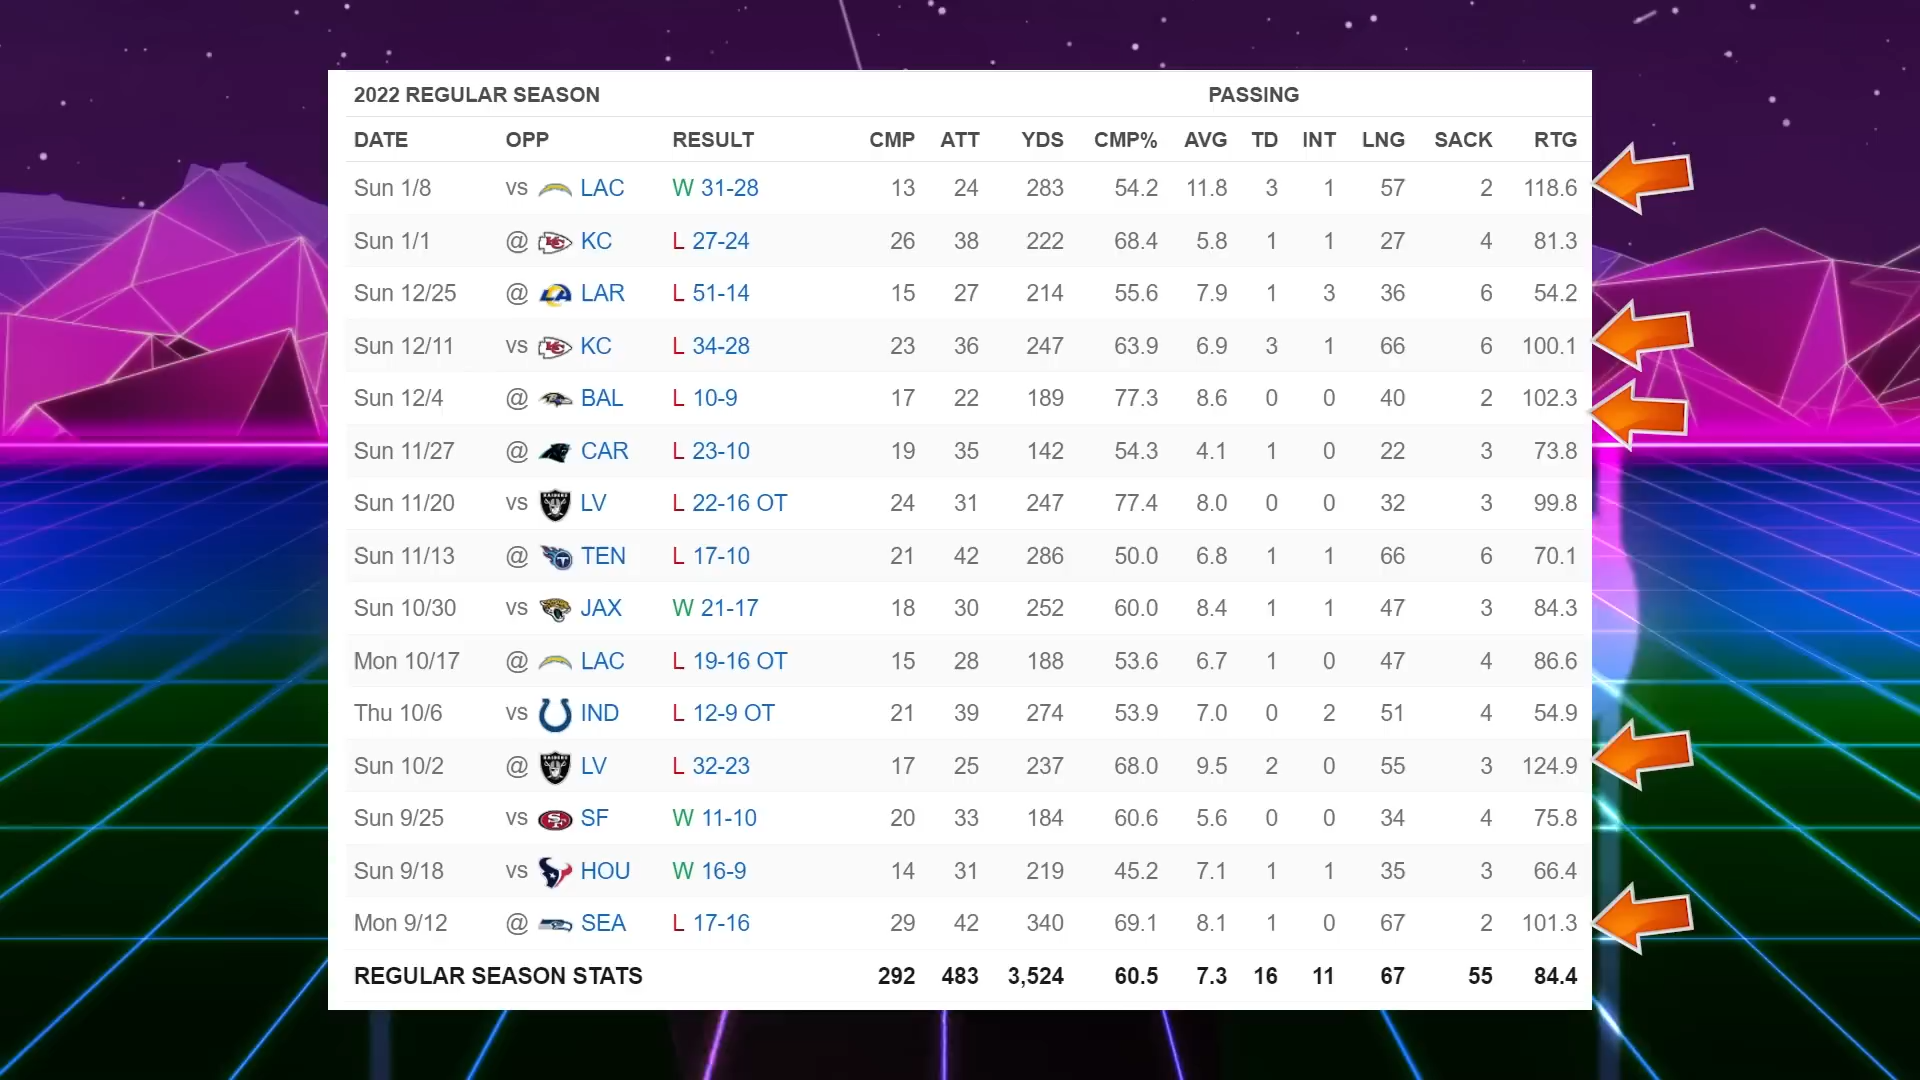 2022 REGULAR SEASON PASSING
DATE OPP RESULT CMP ATT YDS CMP% AVG TD INT LNG SACK RTG
Sun 1/8 vs LAC W 31-28 13 24 283 54.2 11.8 3 1 57 2 118.6
Sun 1/1 @ KC L 27-24 26 38 222 68.4 5.8 1 1 27 4 81.3
Sun 12/25 @ LAR L 51-14 15 27 214 55.6 7.9 1 3 36 6 54.2
Sun 12/11 vs KC L 34-28 23 36 247 63.9 6.9 3 1 66 6 100.1
Sun 12/4 @ BAL L 10-9 17 22 189 77.3 8.6 0 0 40 2 102.3
Sun 11/27 @ CAR L 23-10 19 35 142 54.3 4.1 1 0 22 3 73.8
Sun 11/20 vs LV L 22-16 OT 24 31 247 77.4 8.0 0 0 32 3 99.8
Sun 11/13 @ TEN L 17-10 21 42 286 50.0 6.8 1 1 66 6 70.1
Sun 10/30 vs JAX W 21-17 18 30 252 60.0 8.4 1 1 47 3 84.3
Mon 10/17 @ LAC L 19-16 OT 15 28 188 53.6 6.7 1 0 47 4 86.6
Thu 10/6 vs IND L 12-9 OT 21 39 274 53.9 7.0 0 2 51 4 54.9
Sun 10/2 @ LV L 32-23 17 25 237 68.0 9.5 2 0 55 3 124.9
Sun 9/25 vs SF W 11-10 20 33 184 60.6 5.6 0 0 34 4 75.8
Sun 9/18 vs HOU W 16-9 14 31 219 45.2 7.1 1 1 35 3 66.4
Mon 9/12 @ SEA L 17-16 29 42 340 69.1 8.1 1 0 67 2 101.3
REGULAR SEASON STATS 292 483 3,524 60.5 7.3 16 11 67 55 84.4